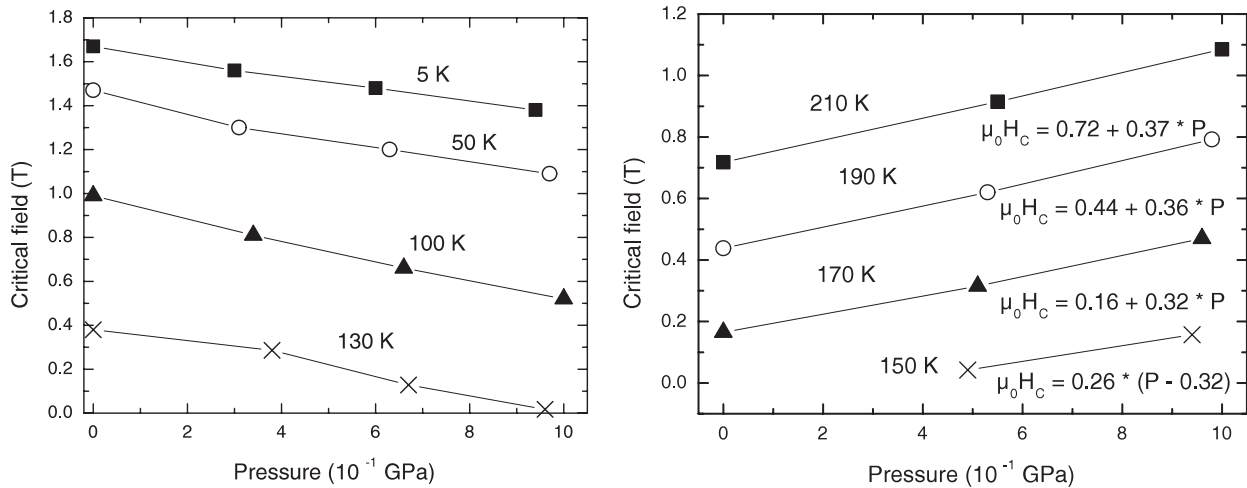 1.8
1.6
1.4
1.2
1.0
0.8
0.6
0.4
0.2
0.0
Critical field (T)
5 K
50 K
100 K
130 K
0 2 4 6 8 10
Pressure (10⁻¹ GPa)
1.2
1.0
0.8
0.6
0.4
0.2
0.0
Critical field (T)
210 K
μ₀H_C = 0.72 + 0.37 * P
190 K
μ₀H_C = 0.44 + 0.36 * P
170 K
μ₀H_C = 0.16 + 0.32 * P
150 K
μ₀H_C = 0.26 * (P - 0.32)
0 2 4 6 8 10
Pressure (10⁻¹ GPa)